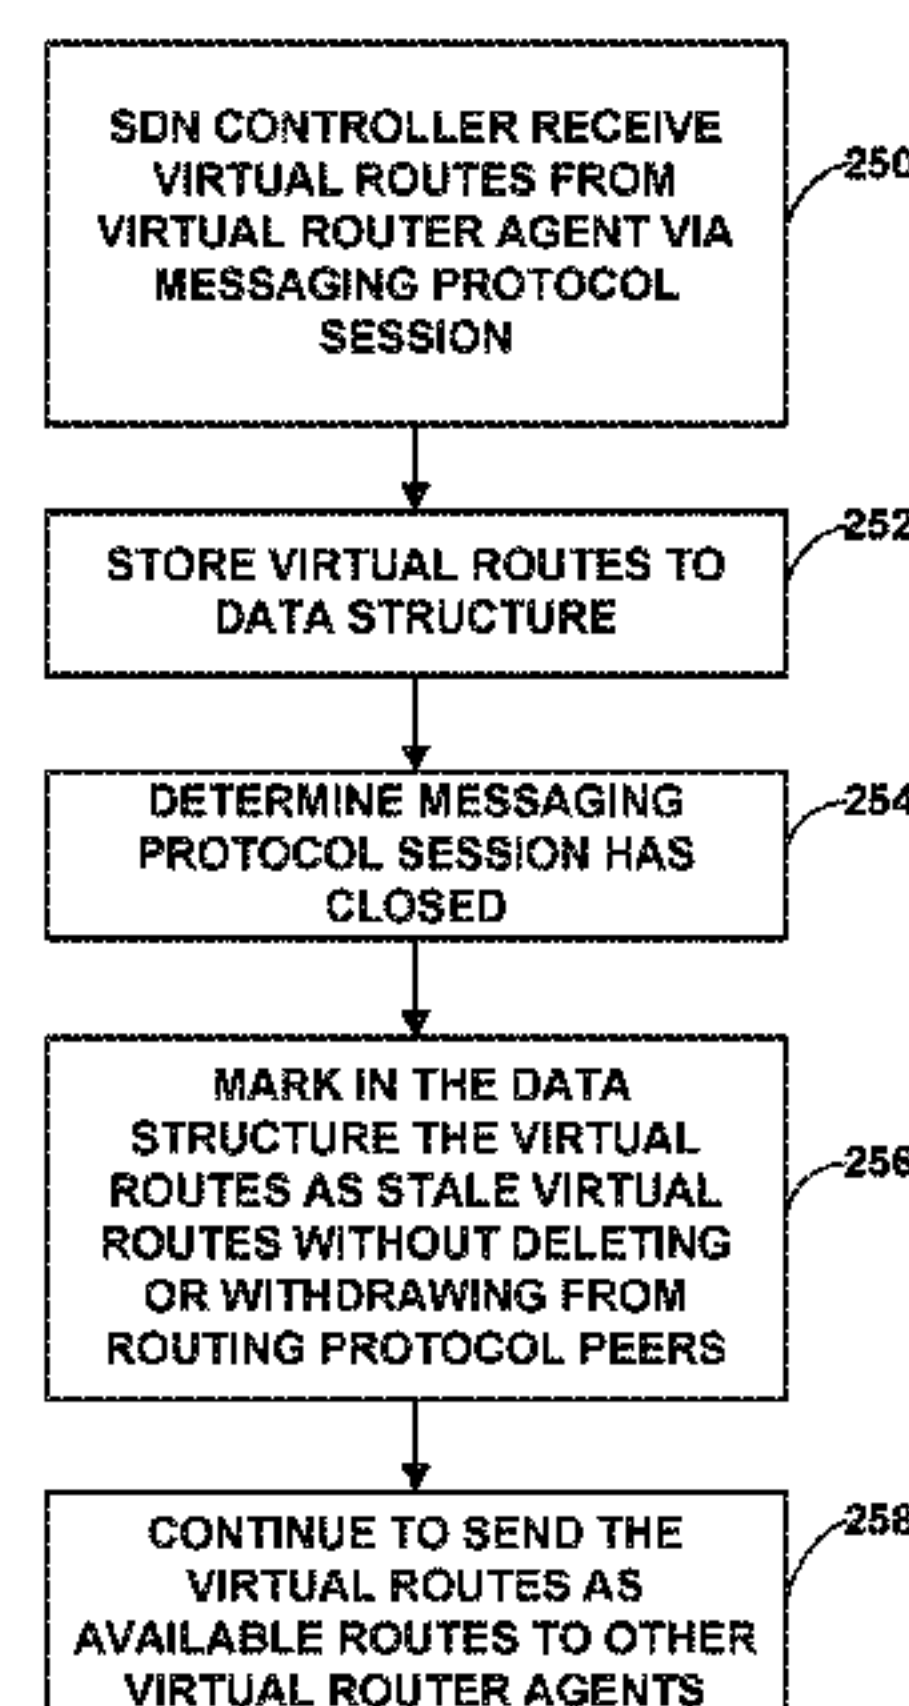 SDN CONTROLLER RECEIVE
VIRTUAL ROUTES FROM
VIRTUAL ROUTER AGENT VIA
MESSAGING PROTOCOL
SESSION
250
STORE VIRTUAL ROUTES TO
DATA STRUCTURE
252
DETERMINE MESSAGING
PROTOCOL SESSION HAS
CLOSED
254
MARK IN THE DATA
STRUCTURE THE VIRTUAL
ROUTES AS STALE VIRTUAL
ROUTES WITHOUT DELETING
OR WITHDRAWING FROM
ROUTING PROTOCOL PEERS
256
CONTINUE TO SEND THE
VIRTUAL ROUTES AS
AVAILABLE ROUTES TO OTHER
VIRTUAL ROUTER AGENTS
258